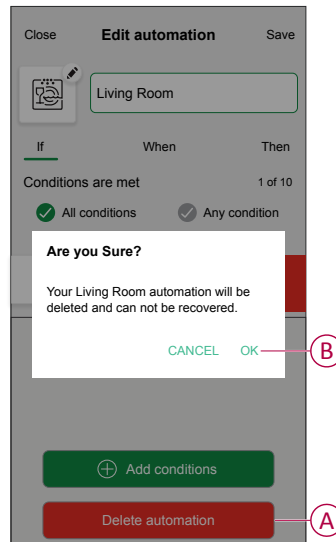 Close Edit automation Save
Living Room
If When Then
Conditions are met 1 of 10
All conditions Any condition
Are you Sure?
Your Living Room automation will be
deleted and can not be recovered.
CANCEL OK B
Add conditions
Delete automation A